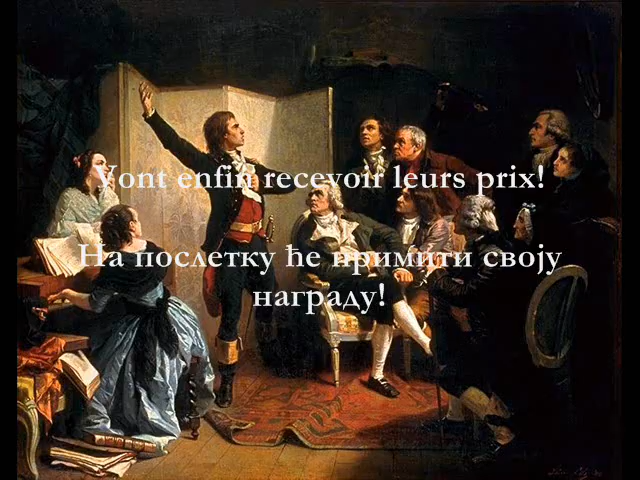 Vont enfin recevoir leurs prix!
На послетку ће примити своју
награду!